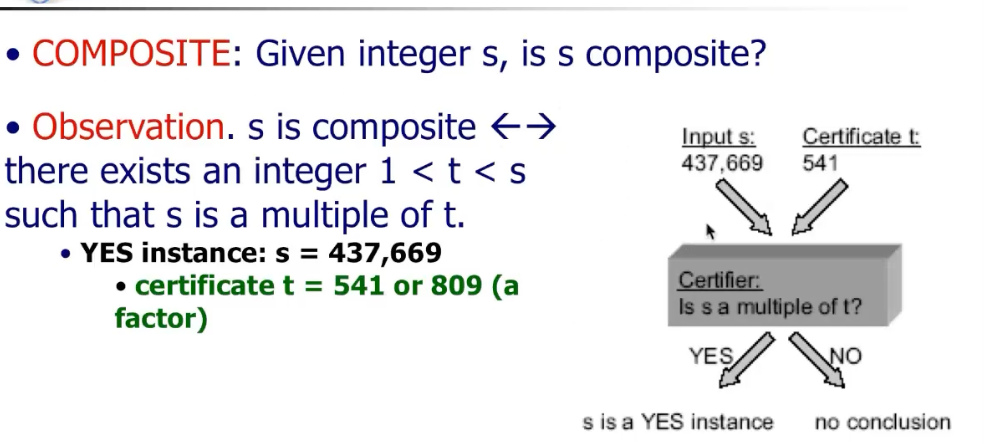 • COMPOSITE: Given integer s, is s composite?
• Observation. s is composite ←→
there exists an integer 1 < t < s
such that s is a multiple of t.
• YES instance: s = 437,669
• certificate t = 541 or 809 (a
factor)
Input s: Certificate t:
437,669 541
Certifier:
Is s a multiple of t?
YES NO
s is a YES instance no conclusion